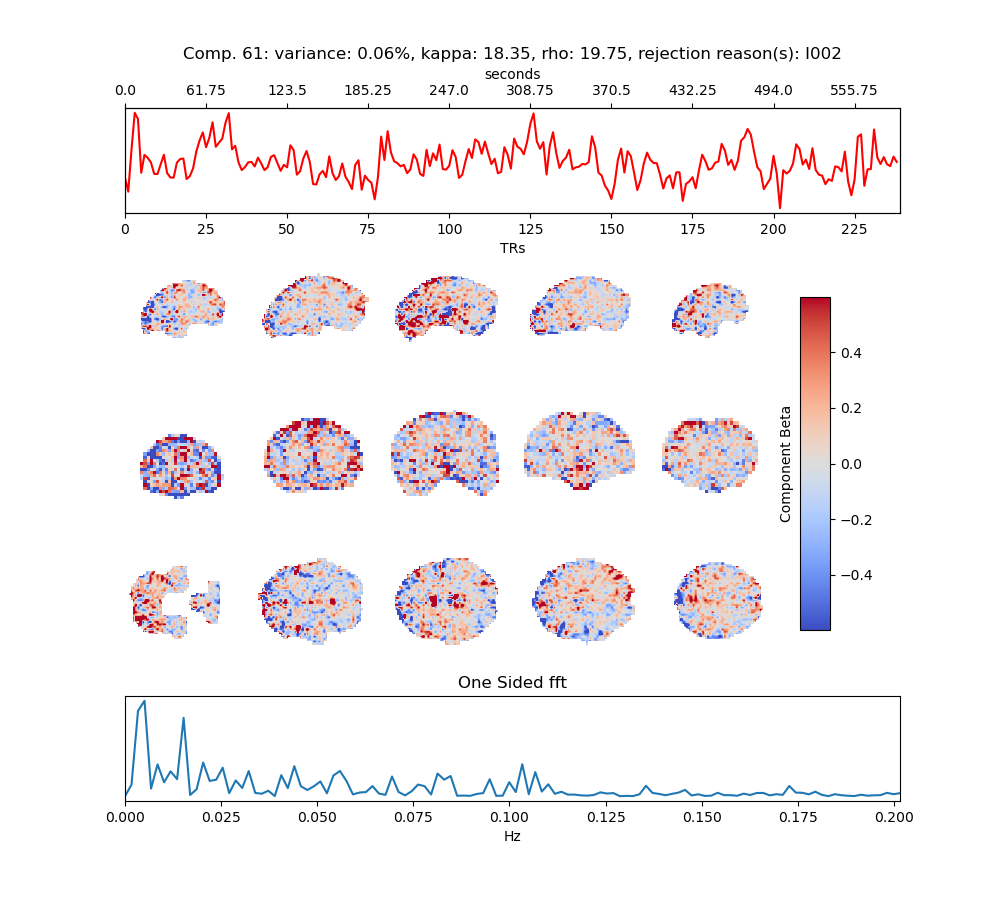 Comp. 61: variance: 0.06%, kappa: 18.35, rho: 19.75, rejection reason(s): I002
seconds
0.0 61.75 123.5 185.25 247.0 308.75 370.5 432.25 494.0 555.75
0 25 50 75 100 125 150 175 200 225
TRs
0.4
0.2
0.0
−0.2
−0.4
Component Beta
One Sided fft
0.000 0.025 0.050 0.075 0.100 0.125 0.150 0.175 0.200
Hz